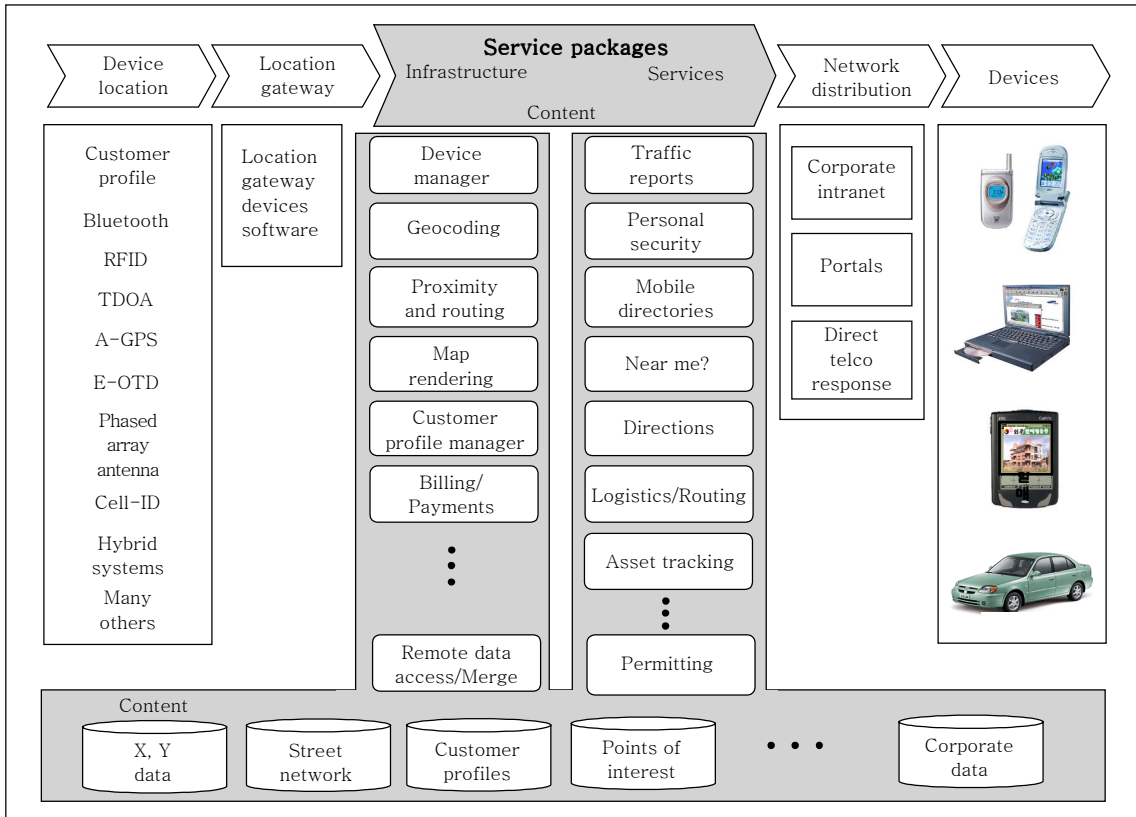 Device
location
Location
gateway
Service packages
Infrastructure
Services
Content
Network
distribution
Devices
Customer
profile
Bluetooth
RFID
TDOA
A-GPS
E-OTD
Phased
array
antenna
Cell-ID
Hybrid
systems
Many
others
Location
gateway
devices
software
Device
manager
Geocoding
Proximity
and routing
Map
rendering
Customer
profile manager
Billing/
Payments
Remote data
access/Merge
Traffic
reports
Personal
security
Mobile
directories
Near me?
Directions
Logistics/Routing
Asset tracking
Permitting
Corporate
intranet
Portals
Direct
telco
response
Content
X, Y
data
Street
network
Customer
profiles
Points of
interest
Corporate
data